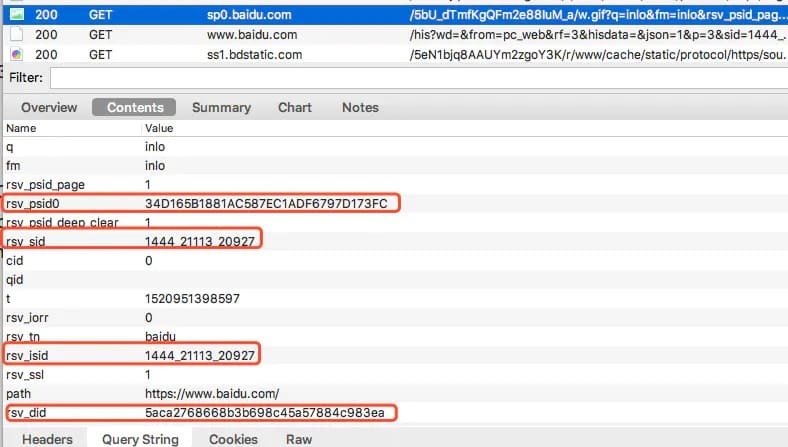 200 GET sp0.baidu.com /5bU_dTmfKgQFm2e88IuM_a/w.gif?q=inlo&fm=inlo&rsv_psid_pag...
200 GET www.baidu.com /his?wd=&from=pc_web&rf=3&hisdata=&json=1&p=3&sid=1444_...
200 GET ss1.bdstatic.com /5eN1bjq8AAUYm2zgoY3K/r/www/cache/static/protocol/https/sou...
Filter:
Overview Contents Summary Chart Notes
Name Value
q inlo
fm inlo
rsv_psid_page 1
rsv_psid0 34D165B1881AC587EC1ADF6797D173FC
rsv_psid_deep_clear 1
rsv_sid 1444_21113_20927
cid 0
qid
t 1520951398597
rsv_iorr 0
rsv_tn baidu
rsv_isid 1444_21113_20927
rsv_ssl 1
path https://www.baidu.com/
rsv_did 5aca2768668b3b698c45a57884c983ea
Headers Query String Cookies Raw